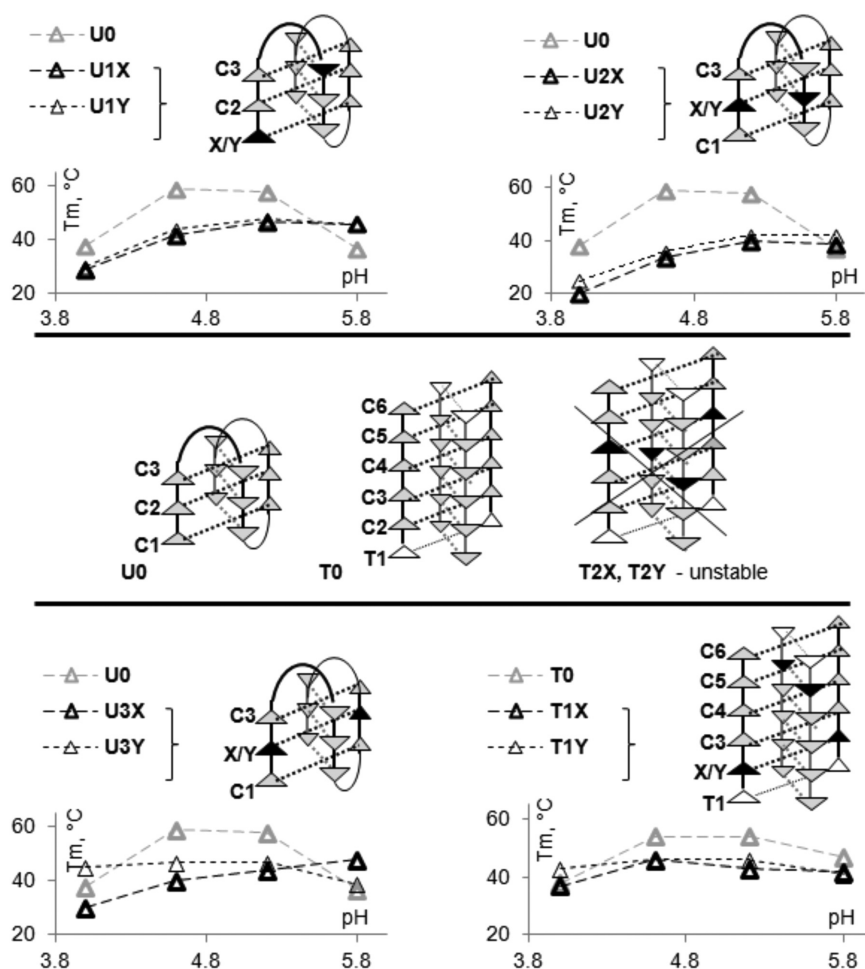 U0
U1X
U1Y
C3
C2
X/Y
60
40
20
Tm, °C
pH
3.8
4.8
5.8
U0
U2X
U2Y
C3
X/Y
C1
60
40
20
Tm, °C
pH
3.8
4.8
5.8
C3
C2
C1
U0
C6
C5
C4
C3
C2
T1
T0
T2X, T2Y - unstable
U0
U3X
U3Y
C3
X/Y
C1
60
40
20
Tm, °C
pH
3.8
4.8
5.8
T0
T1X
T1Y
C6
C5
C4
C3
X/Y
T1
60
40
20
Tm, °C
pH
3.8
4.8
5.8